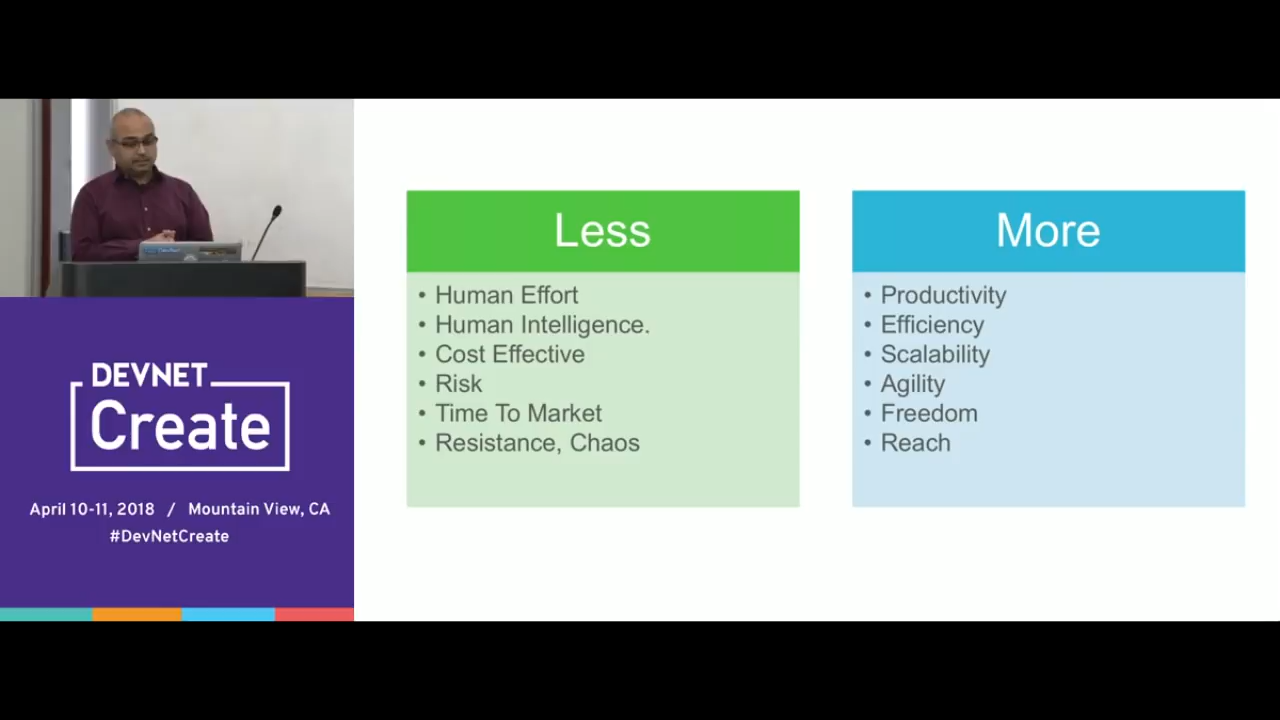 DEVNET
Create
April 10-11, 2018 / Mountain View, CA
#DevNetCreate
Less
• Human Effort
• Human Intelligence.
• Cost Effective
• Risk
• Time To Market
• Resistance, Chaos
More
• Productivity
• Efficiency
• Scalability
• Agility
• Freedom
• Reach